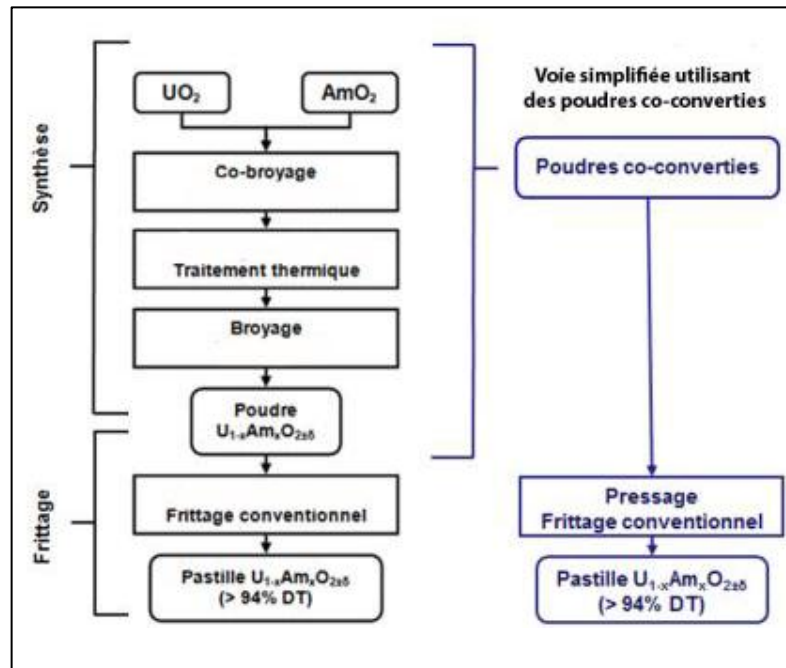 Synthèse
UO₂
AmO₂
Co-broyage
Traitement thermique
Broyage
Poudre
U₁₋ₓAmₓO₂±δ
Frittage
Frittage conventionnel
Pastille U₁₋ₓAmₓO₂±δ
(> 94% DT)
Voie simplifiée utilisant
des poudres co-converties
Poudres co-converties
Pressage
Frittage conventionnel
Pastille U₁₋ₓAmₓO₂±δ
(> 94% DT)